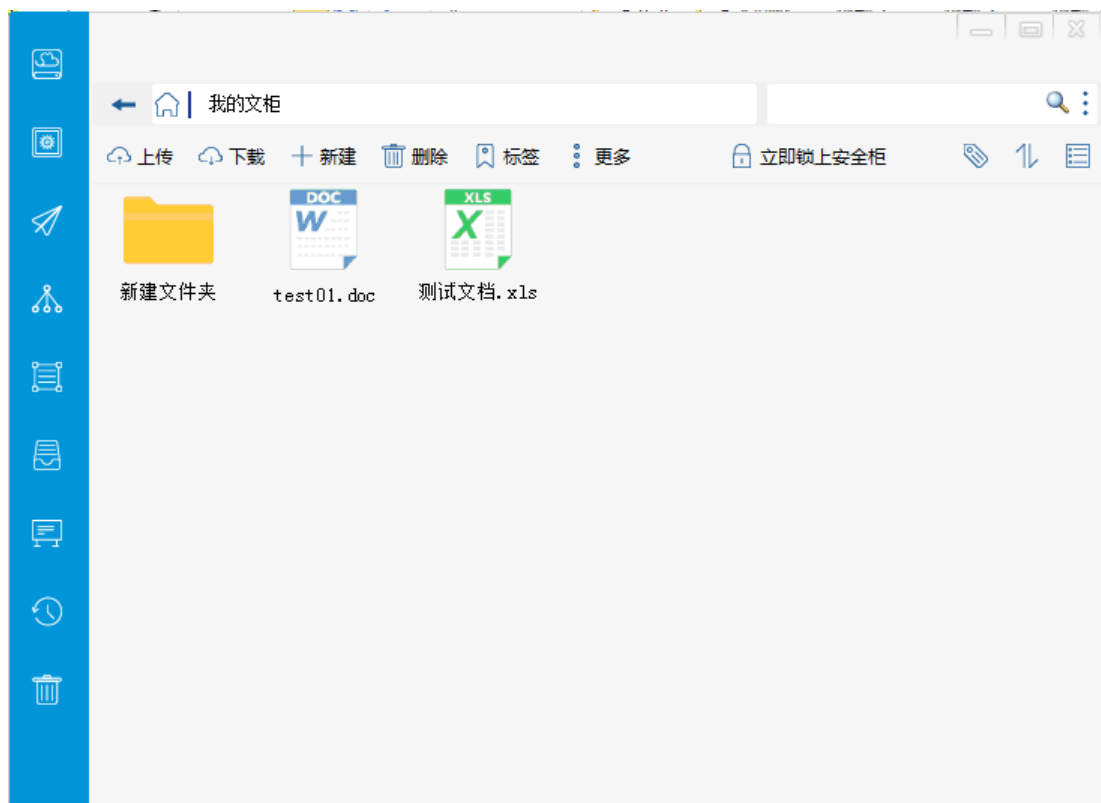 我的文柜
上传 下载 新建 删除 标签 更多 立即锁上安全柜
DOC XLS
W X
新建文件夹 test01.doc 测试文档.xls